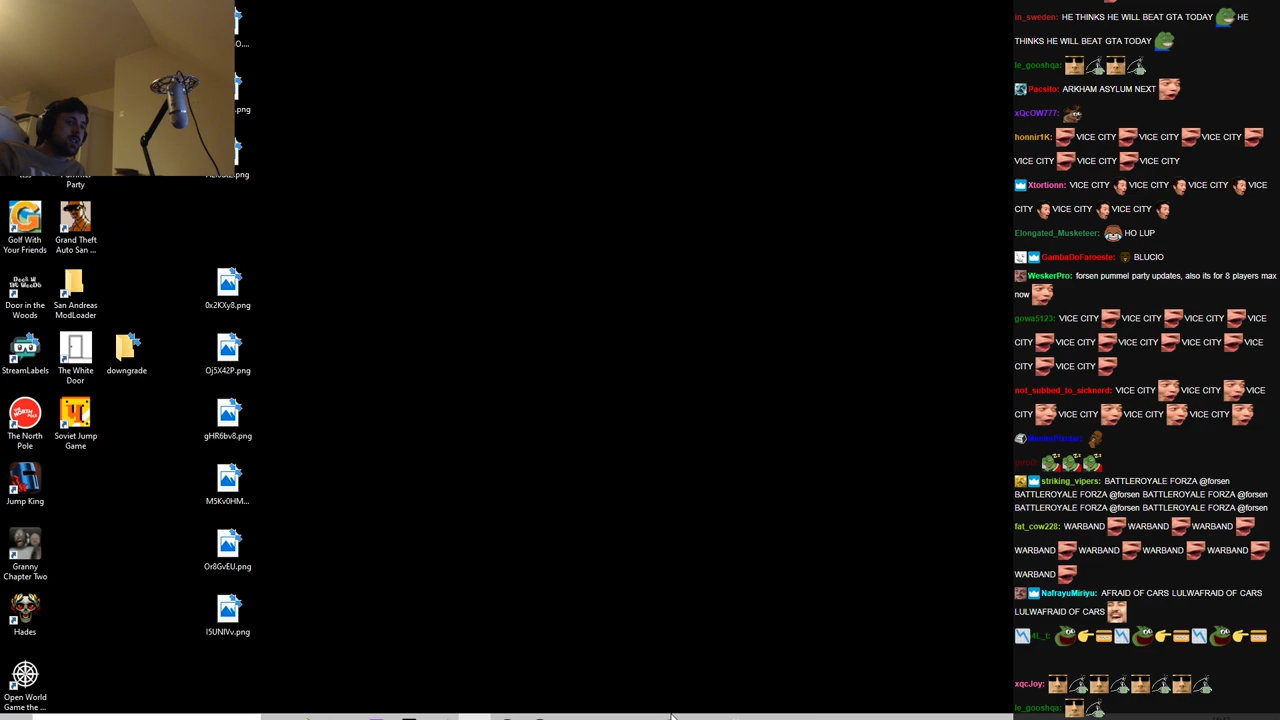 O....
.png
.png
Party
Golf With
Your Friends
Grand Theft
Auto San ...
Door in the
Woods
San Andreas
ModLoader
0x2KXy8.png
StreamLabels
The White
Door
downgrade
Oj5X42P.png
The North
Pole
Soviet Jump
Game
gHR6bv8.png
Jump King
M5Kv0HM...
Granny
Chapter Two
Or8GvEU.png
Hades
I5UNIVv.png
Open World
Game the ...
in_sweden: HE THINKS HE WILL BEAT GTA TODAY HE
THINKS HE WILL BEAT GTA TODAY
le_gooshqa:
Pacsito: ARKHAM ASYLUM NEXT
xQcOW777:
honnir1K: VICE CITY VICE CITY VICE CITY
VICE CITY VICE CITY VICE CITY
Xtortionn: VICE CITY VICE CITY VICE CITY VICE
CITY VICE CITY VICE CITY
Elongated_Musketeer: HO LUP
GambaDoFaroeste: BLUCIO
WeskerPro: forsen pummel party updates, also its for 8 players max
now
gowa5123: VICE CITY VICE CITY VICE CITY VICE
CITY VICE CITY VICE CITY VICE CITY VICE
CITY VICE CITY
not_subbed_to_sicknerd: VICE CITY VICE CITY VICE
CITY VICE CITY VICE CITY VICE CITY
striking_vipers: BATTLEROYALE FORZA @forsen
BATTLEROYALE FORZA @forsen BATTLEROYALE FORZA @forsen
BATTLEROYALE FORZA @forsen BATTLEROYALE FORZA @forsen
fat_cow228: WARBAND WARBAND WARBAND
WARBAND WARBAND WARBAND WARBAND
WARBAND
NafrayuMiriyu: AFRAID OF CARS LULWAFRAID OF CARS
LULWAFRAID OF CARS
4L_t:
xqcJoy:
le_gooshqa: